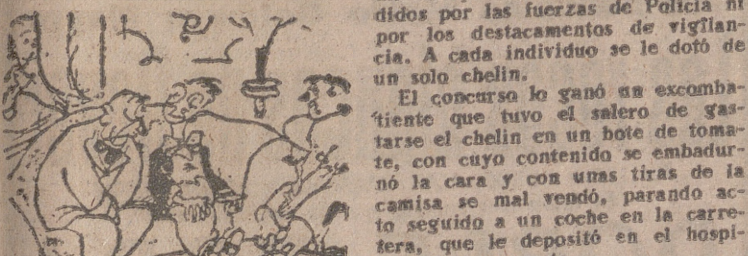 didos por las fuerzas de Policía ni
por los destacamentos de vigilan-
cia. A cada individuo se le dotó de
un solo chelin.
El concurso lo ganó un excomba-
tiente que tuvo el salero de gas-
tarse el chelin en un bote de toma-
te, con cuyo contenido se embadur-
nó la cara y con unas tiras de la
camisa se mal vendó, parando ac-
to seguido a un coche en la carre-
tera, que le depositó en el hospi-